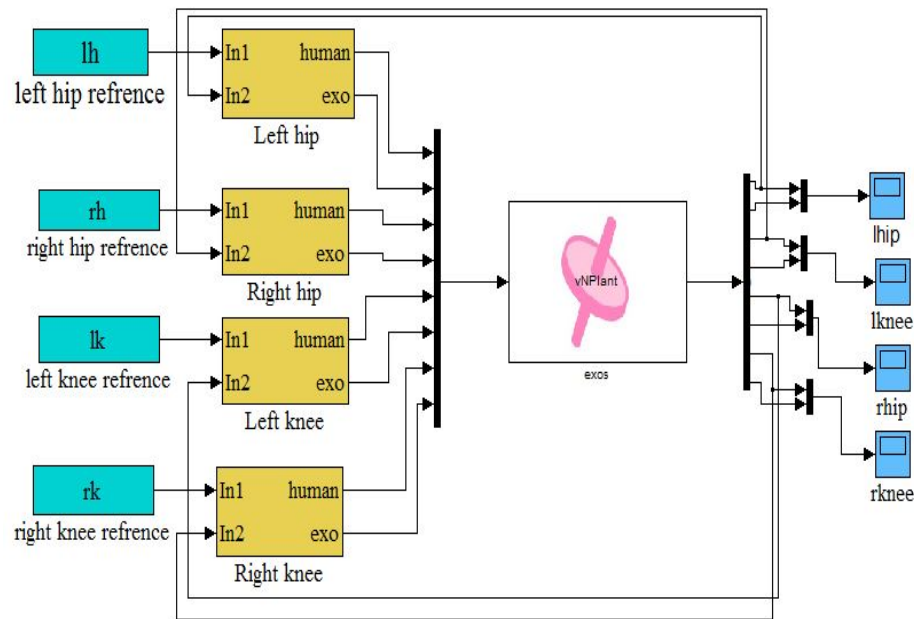 lh
left hip refrence
In1
human
In2
exo
Left hip
rh
right hip refrence
In1
human
In2
exo
Right hip
lk
left knee refrence
In1
human
In2
exo
Left knee
rk
right knee refrence
In1
human
In2
exo
Right knee
vNPlant
exos
lhip
lknee
rhip
rknee